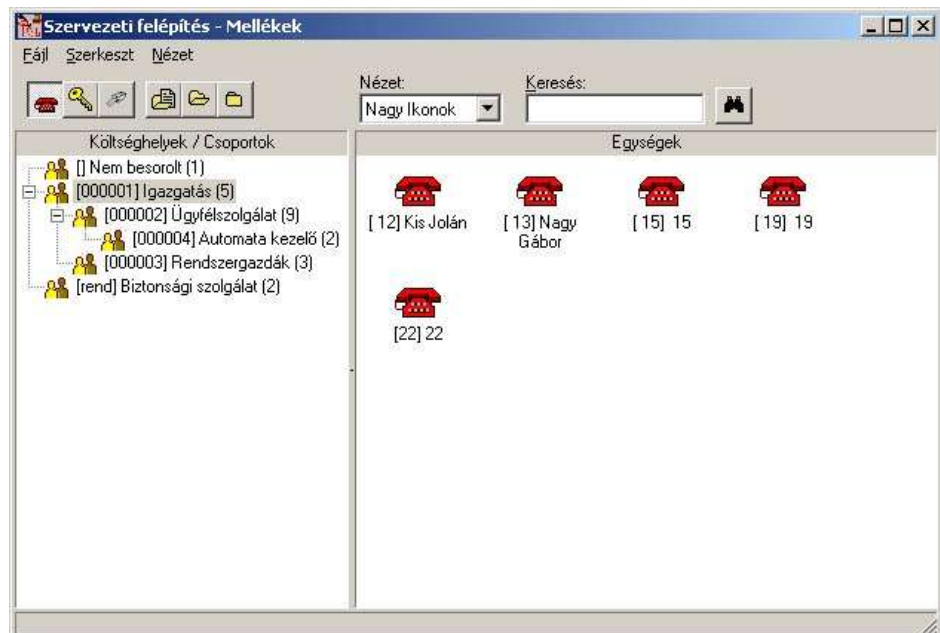 Szervezeti felépítés - Mellékek
Fájl Szerkeszt Nézet
Nézet: Keresés:
Nagy Ikonok
Költséghelyek / Csoportok
[] Nem besorolt (1)
[000001] Igazgatás (5)
[000002] Ügyfélszolgálat (9)
[000004] Automata kezelő (2)
[000003] Rendszergazdák (3)
[rend] Biztonsági szolgálat (2)
Egységek
[ 12] Kis Jolán
[ 13] Nagy
Gábor
[ 15] 15
[ 19] 19
[22] 22